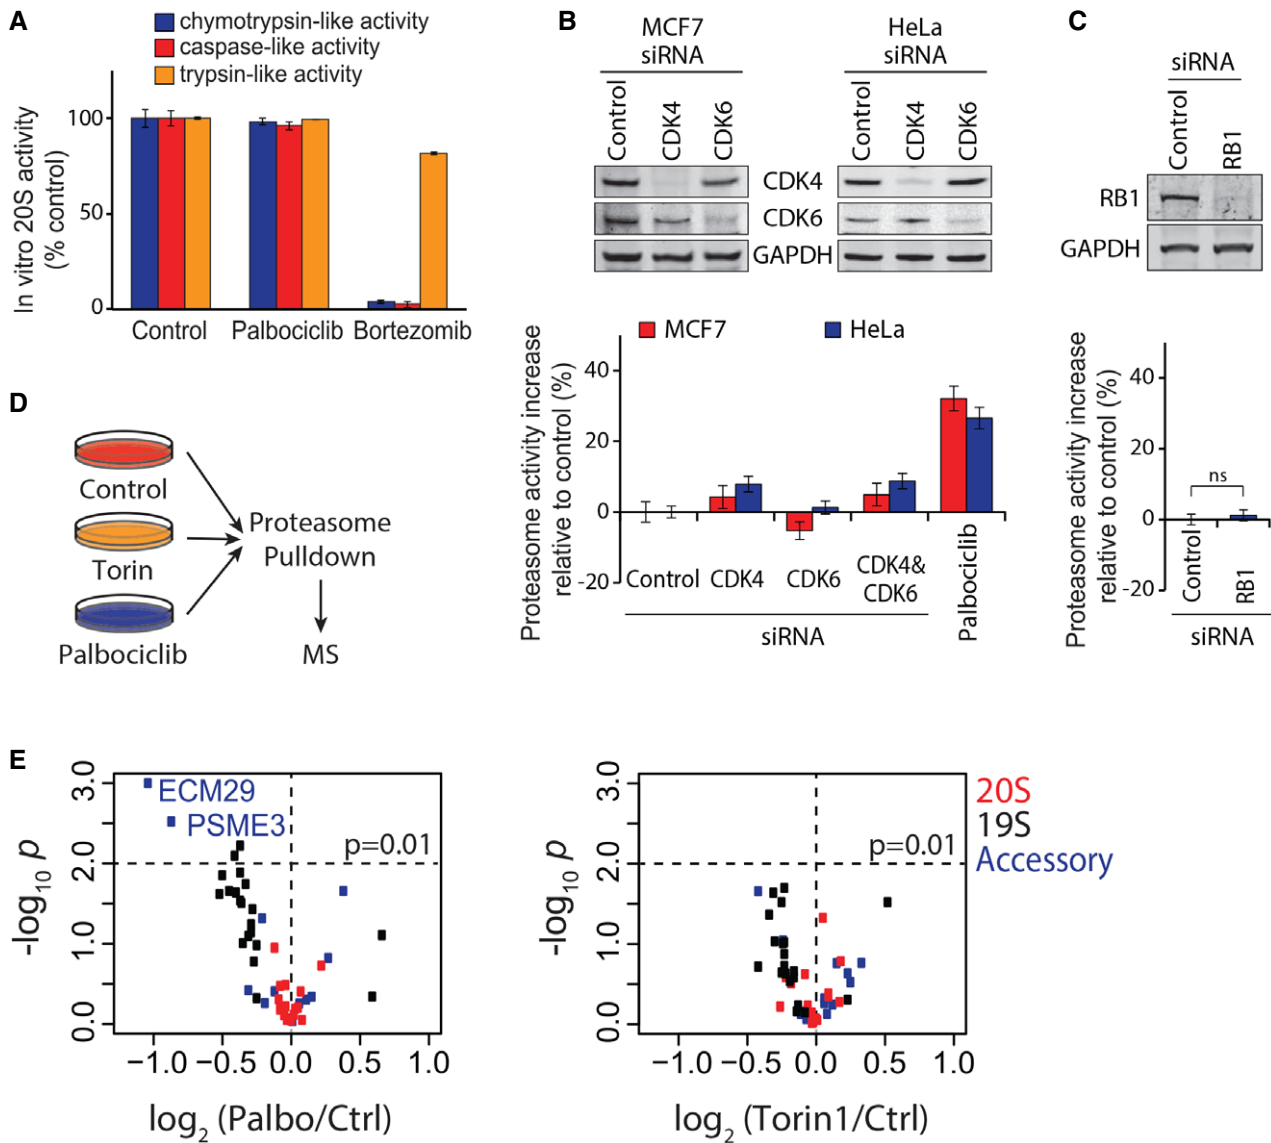 A
chymotrypsin-like activity
caspase-like activity
trypsin-like activity
In vitro 20S activity
(% control)
100
50
0
Control
Palbociclib
Bortezomib
B
MCF7
siRNA
HeLa
siRNA
Control
CDK4
CDK6
Control
CDK4
CDK6
CDK4
CDK6
GAPDH
MCF7
HeLa
Proteasome activity increase
relative to control (%)
40
20
0
-20
Control
CDK4
CDK6
CDK4&
CDK6
Palbociclib
siRNA
C
siRNA
Control
RB1
RB1
GAPDH
Proteasome activity increase
relative to control (%)
40
20
0
-20
ns
Control
RB1
siRNA
D
Control
Torin
Palbociclib
Proteasome
Pulldown
MS
E
-log10 p
3.0
2.0
1.0
0.0
ECM29
PSME3
p=0.01
−1.0
−0.5
0.0
0.5
1.0
log2 (Palbo/Ctrl)
-log10 p
3.0
2.0
1.0
0.0
p=0.01
−1.0
−0.5
0.0
0.5
1.0
log2 (Torin1/Ctrl)
20S
19S
Accessory